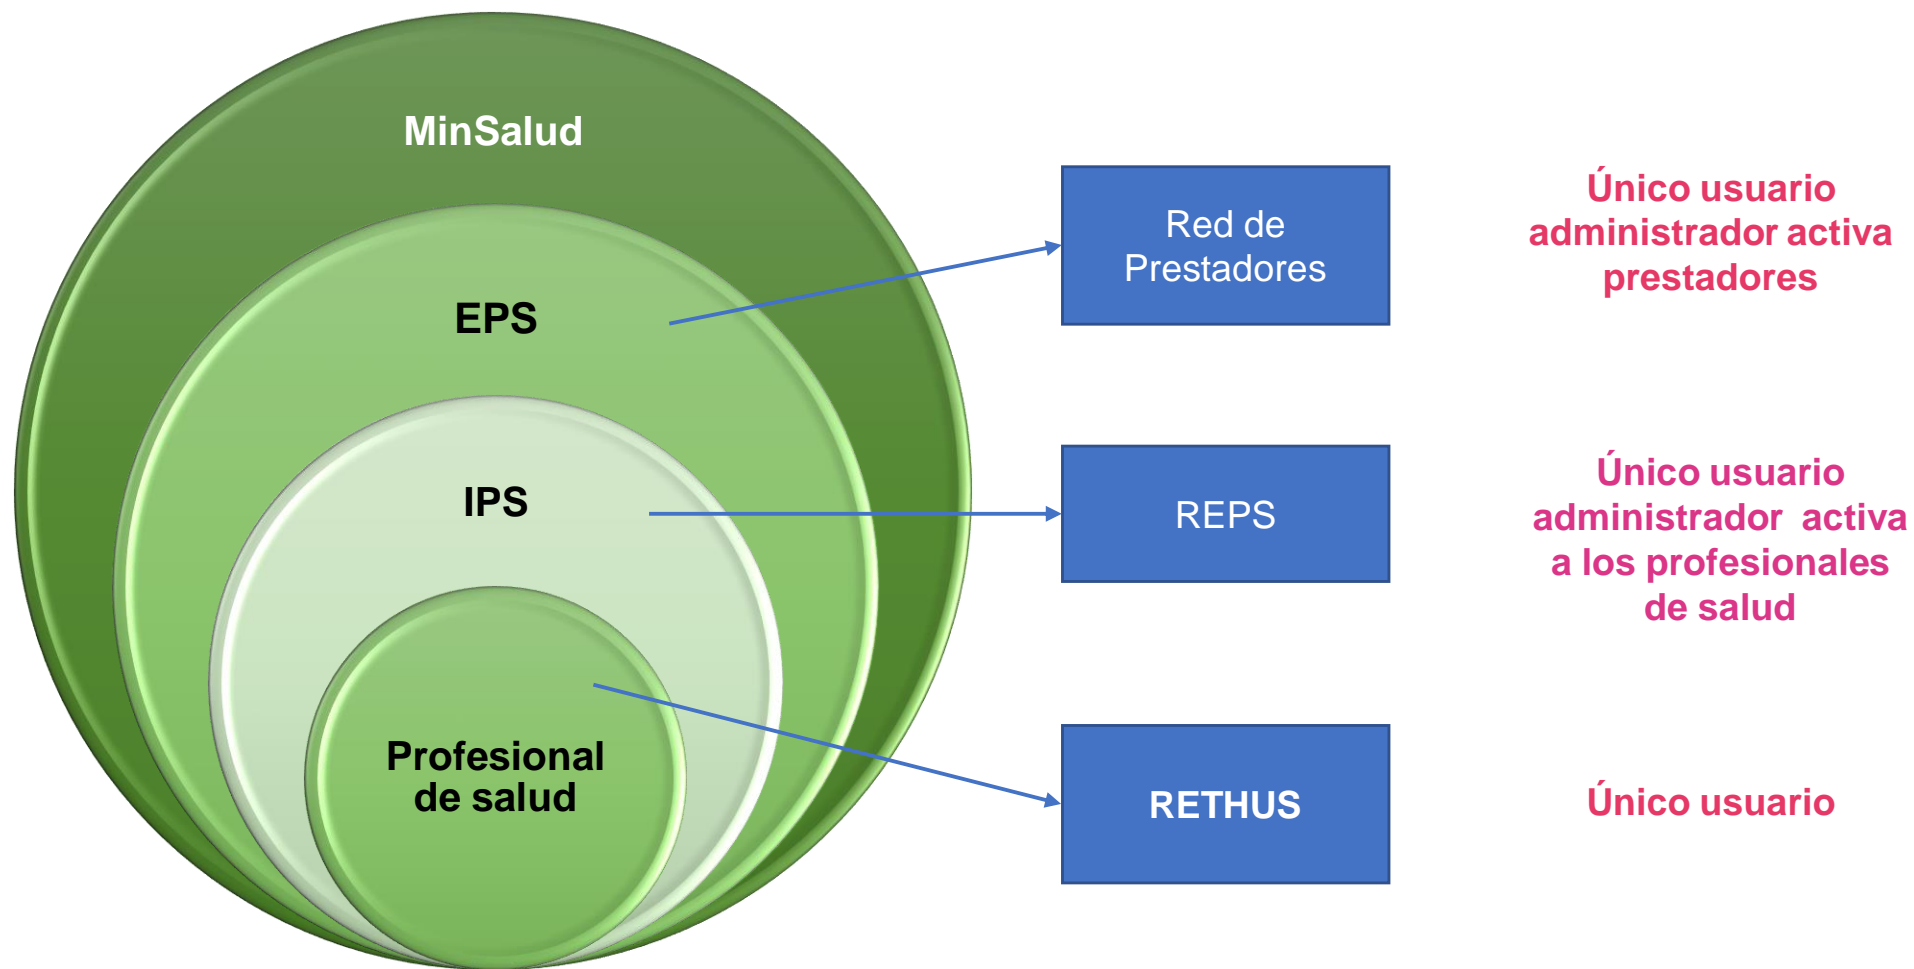 MinSalud
EPS
IPS
Profesional
de salud
Red de
Prestadores
REPS
RETHUS
Único usuario
administrador activa
prestadores
Único usuario
administrador  activa
a los profesionales
de salud
Único usuario